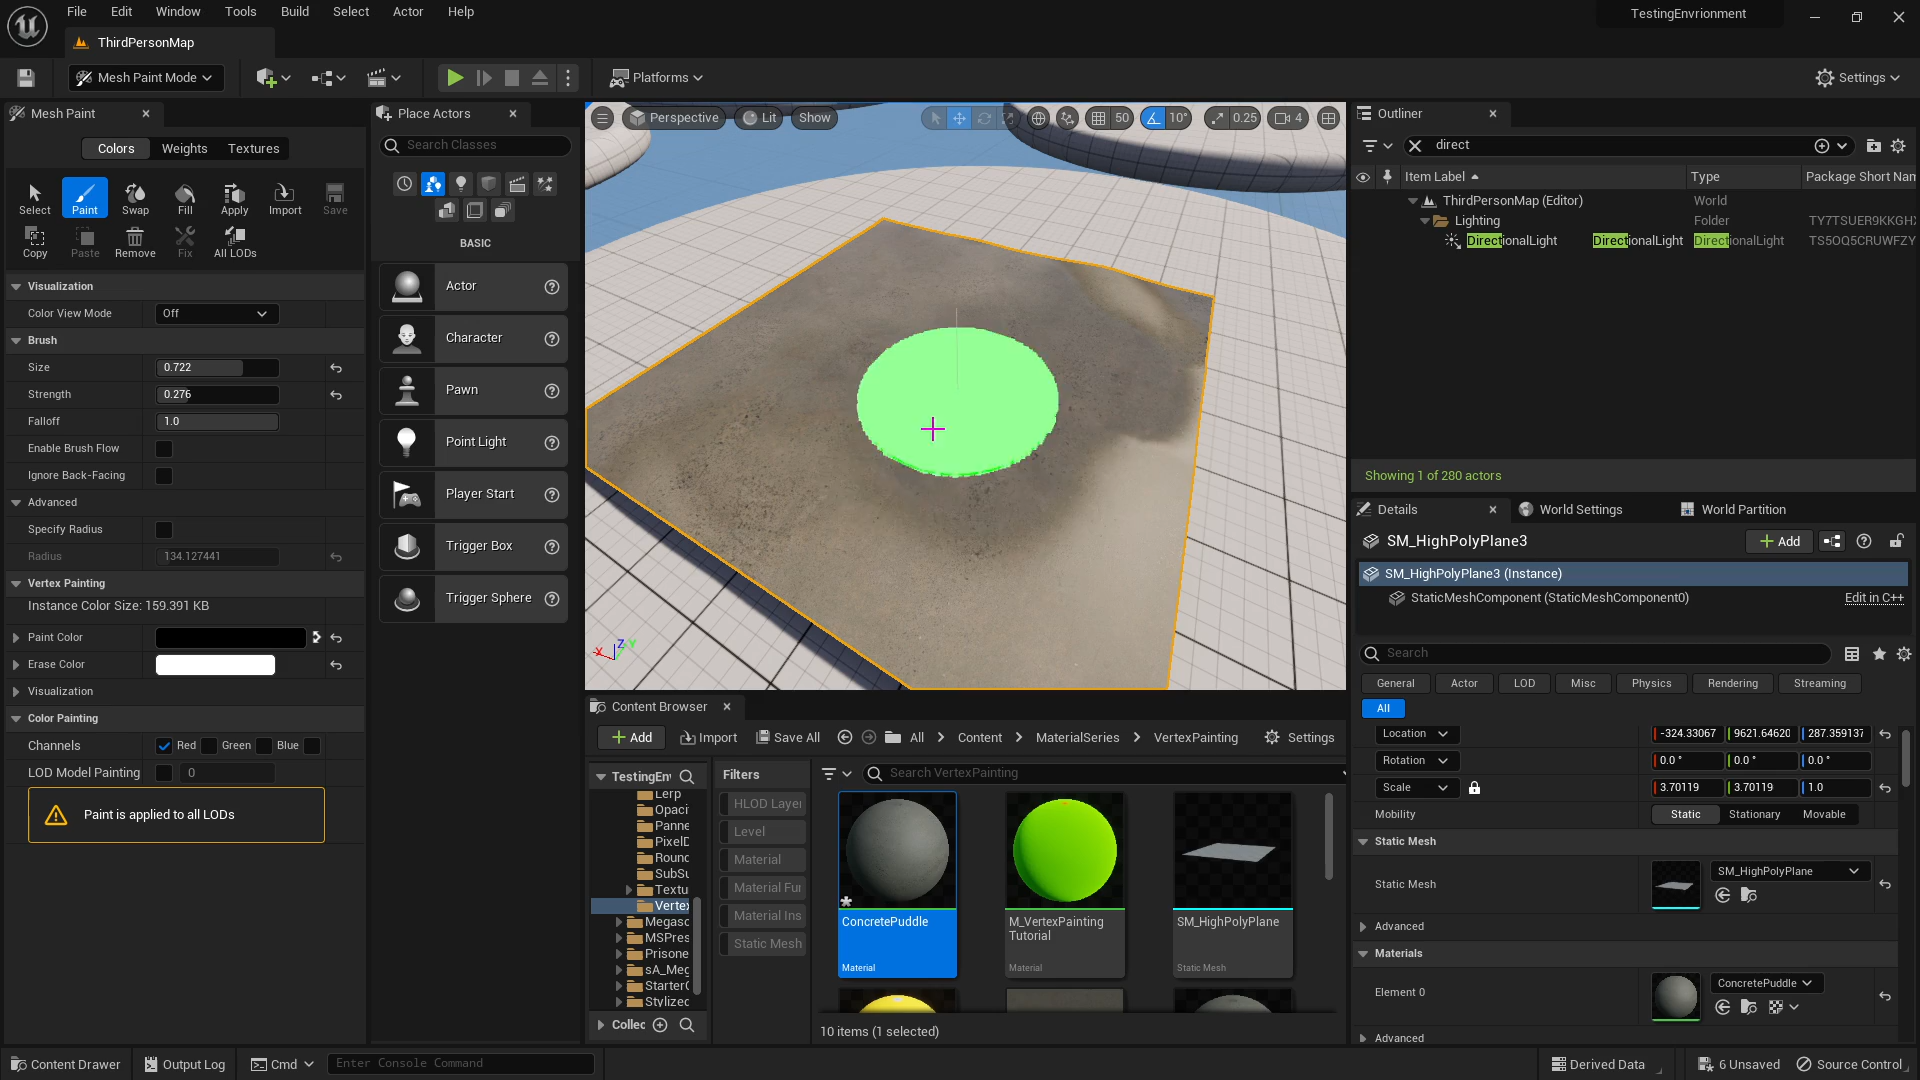 File Edit Window Tools Build Select Actor Help
TestingEnvrionment
ThirdPersonMap
Mesh Paint Mode
Platforms
Settings
Mesh Paint
Colors Weights Textures
Select Paint Swap Fill Apply Import Save
Copy Paste Remove Fix All LODs
Visualization
Color View Mode Off
Brush
Size 0.722
Strength 0.276
Falloff 1.0
Enable Brush Flow
Ignore Back-Facing
Advanced
Specify Radius
Radius 134.127441
Vertex Painting
Instance Color Size: 159.391 KB
Paint Color
Erase Color
Visualization
Color Painting
Channels Red Green Blue
LOD Model Painting 0
Paint is applied to all LODs
Place Actors
Search Classes
BASIC
Actor
Character
Pawn
Point Light
Player Start
Trigger Box
Trigger Sphere
Perspective Lit Show 50 10° 0.25 4
X Z Y
Content Browser
Add Import Save All All Content MaterialSeries VertexPainting Settings
TestingEn
Lerp
Opaci
Panne
PixelD
Round
SubSu
Textu
Vertex
Megasc
MSPres
Prisone
sA_Meg
StarterC
Stylized
Collec
Filters
HLOD Layer
Level
Material
Material Fur
Material Ins
Static Mesh
Search VertexPainting
ConcretePuddle
Material
M_VertexPainting
Tutorial
Material
SM_HighPolyPlane
Static Mesh
10 items (1 selected)
Outliner
direct
Item Label Type Package Short Nam
ThirdPersonMap (Editor) World
Lighting Folder TY7TSUER9KKGH
DirectionalLight DirectionalLight DirectionalLight TS5OQ5CRUWFZY
Showing 1 of 280 actors
Details World Settings World Partition
SM_HighPolyPlane3 Add
SM_HighPolyPlane3 (Instance)
StaticMeshComponent (StaticMeshComponent0) Edit in C++
Search
General Actor LOD Misc Physics Rendering Streaming
All
Location -324.33067 9621.64620 287.359137
Rotation 0.0 ° 0.0 ° 0.0 °
Scale 3.70119 3.70119 1.0
Mobility Static Stationary Movable
Static Mesh
Static Mesh SM_HighPolyPlane
Advanced
Materials
Element 0 ConcretePuddle
Advanced
Content Drawer Output Log Cmd Enter Console Command Derived Data 6 Unsaved Source Control